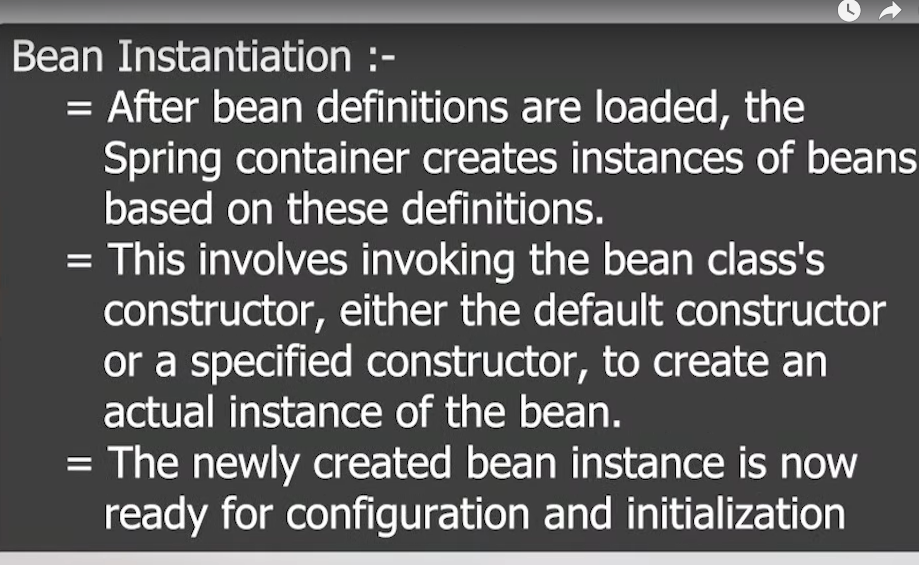 Bean Instantiation :-
= After bean definitions are loaded, the
Spring container creates instances of beans
based on these definitions.
= This involves invoking the bean class's
constructor, either the default constructor
or a specified constructor, to create an
actual instance of the bean.
= The newly created bean instance is now
ready for configuration and initialization